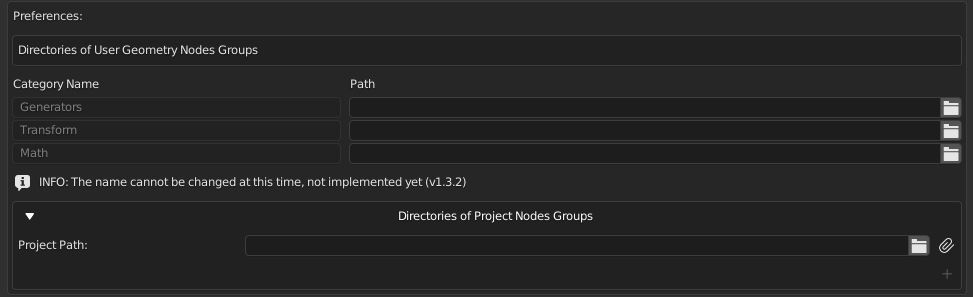 Preferences:
Directories of User Geometry Nodes Groups
Category Name Path
Generators
Transform
Math
INFO: The name cannot be changed at this time, not implemented yet (v1.3.2)
Directories of Project Nodes Groups
Project Path: